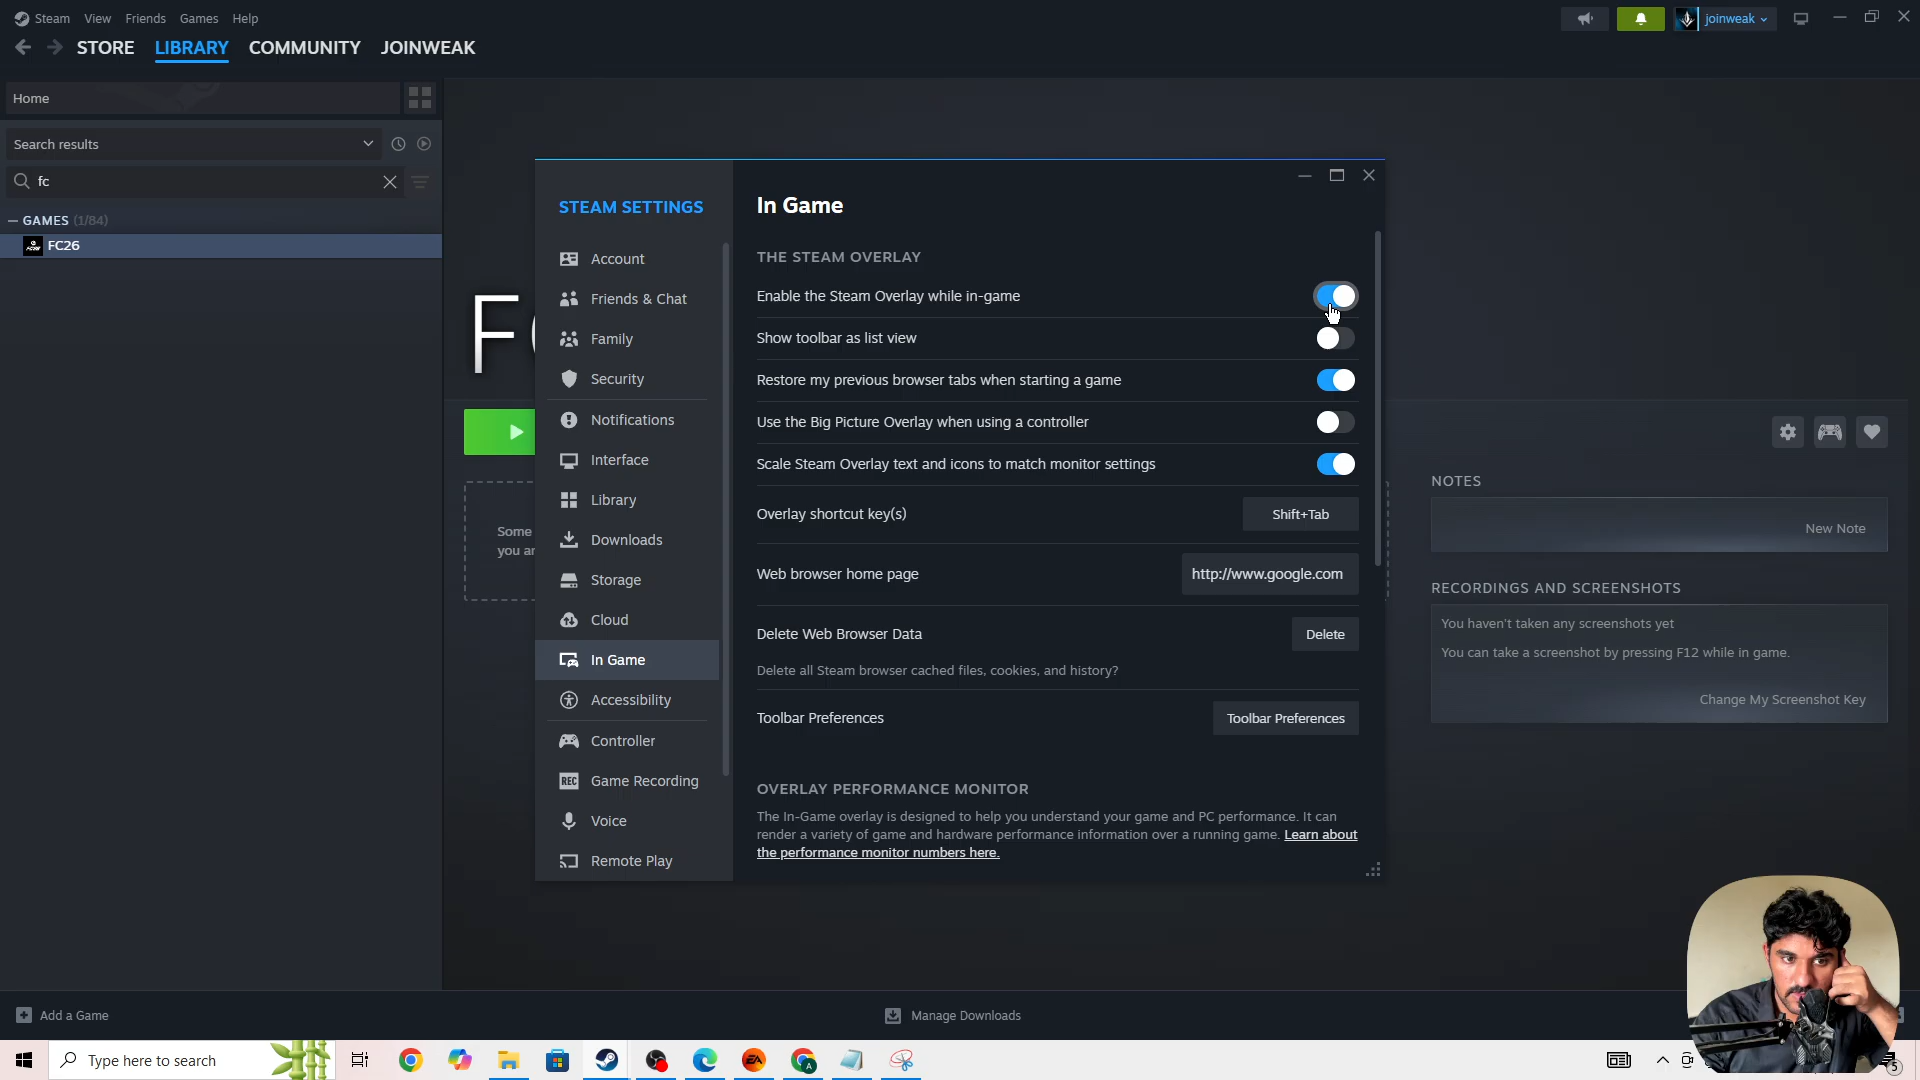 Steam View Friends Games Help
joinweak
STORE LIBRARY COMMUNITY JOINWEAK
Home
Search results
fc
GAMES (1/84)
FC26
STEAM SETTINGS
Account
Friends & Chat
Family
Security
Notifications
Interface
Library
Downloads
Storage
Cloud
In Game
Accessibility
Controller
REC Game Recording
Voice
Remote Play
In Game
THE STEAM OVERLAY
Enable the Steam Overlay while in-game
Show toolbar as list view
Restore my previous browser tabs when starting a game
Use the Big Picture Overlay when using a controller
Scale Steam Overlay text and icons to match monitor settings
Overlay shortcut key(s) Shift+Tab
Web browser home page http://www.google.com
Delete Web Browser Data Delete
Delete all Steam browser cached files, cookies, and history?
Toolbar Preferences Toolbar Preferences
OVERLAY PERFORMANCE MONITOR
The In-Game overlay is designed to help you understand your game and PC performance. It can
render a variety of game and hardware performance information over a running game. Learn about
the performance monitor numbers here.
Some
NOTES
New Note
RECORDINGS AND SCREENSHOTS
You haven't taken any screenshots yet
You can take a screenshot by pressing F12 while in game.
Change My Screenshot Key
Add a Game
Manage Downloads
Type here to search
EA
A
5